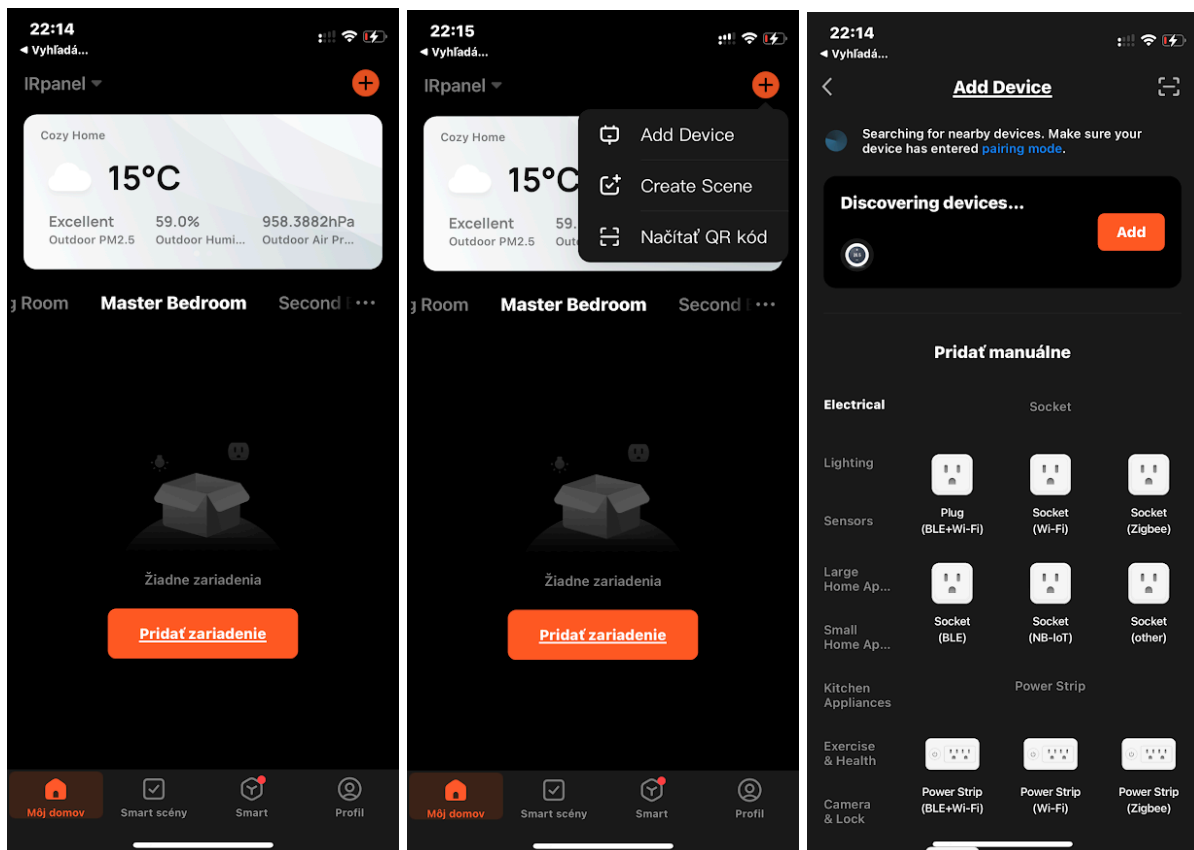 22:14
◀ Vyhľadá...
IRpanel
Cozy Home
15°C
Excellent
Outdoor PM2.5
59.0%
Outdoor Humi...
958.3882hPa
Outdoor Air Pr...
Room
Master Bedroom
Second
Žiadne zariadenia
Pridať zariadenie
Môj domov
Smart scény
Smart
Profil
22:15
◀ Vyhľadá...
IRpanel
Add Device
Create Scene
Načítať QR kód
Cozy Home
15°C
Excellent
Outdoor PM2.5
59.
Room
Master Bedroom
Second
Žiadne zariadenia
Pridať zariadenie
Môj domov
Smart scény
Smart
Profil
22:14
◀ Vyhľadá...
Add Device
Searching for nearby devices. Make sure your
device has entered pairing mode.
Discovering devices...
Add
Pridať manuálne
Electrical
Lighting
Sensors
Large
Home Ap...
Small
Home Ap...
Kitchen
Appliances
Exercise
& Health
Camera
& Lock
Socket
Plug
(BLE+Wi-Fi)
Socket
(Wi-Fi)
Socket
(Zigbee)
Socket
(BLE)
Socket
(NB-IoT)
Socket
(other)
Power Strip
Power Strip
(BLE+Wi-Fi)
Power Strip
(Wi-Fi)
Power Strip
(Zigbee)